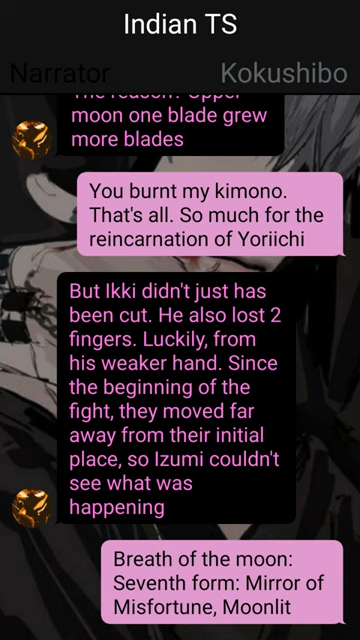 Indian TS
Narrator
Kokushibo
The reason? Upper
moon one blade grew
more blades
You burnt my kimono.
That's all. So much for the
reincarnation of Yoriichi
But Ikki didn't just has
been cut. He also lost 2
fingers. Luckily, from
his weaker hand. Since
the beginning of the
fight, they moved far
away from their initial
place, so Izumi couldn't
see what was
happening
Breath of the moon:
Seventh form: Mirror of
Misfortune, Moonlit